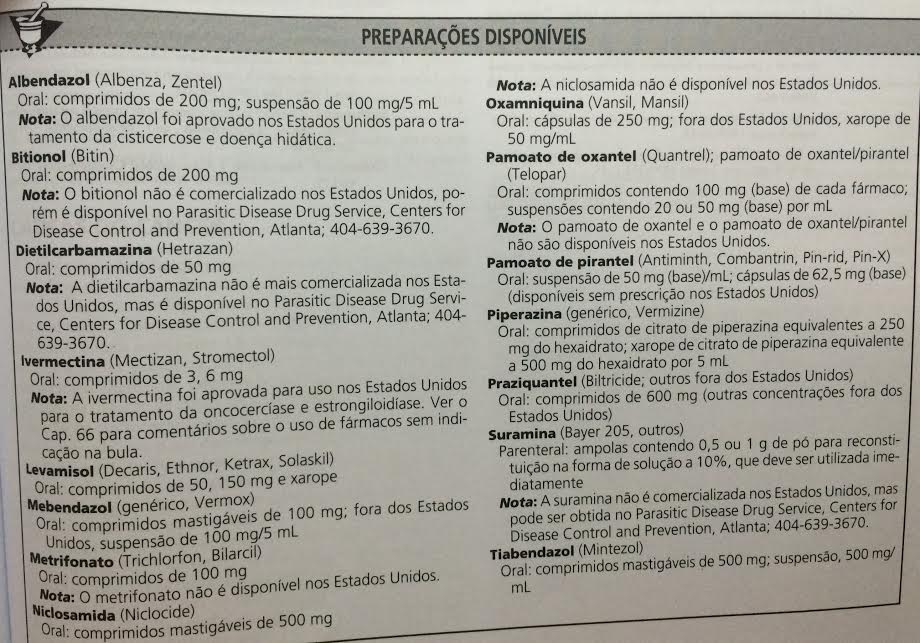 PREPARAÇÕES DISPONÍVEIS
Albendazol (Albenza, Zentel)
Oral: comprimidos de 200 mg; suspensão de 100 mg/5 mL
Nota: O albendazol foi aprovado nos Estados Unidos para o tra-
tamento da cisticercose e doença hidática.
Bitionol (Bitin)
Oral: comprimidos de 200 mg
Nota: O bitionol não é comercializado nos Estados Unidos, po-
rém é disponível no Parasitic Disease Drug Service, Centers for
Disease Control and Prevention, Atlanta; 404-639-3670.
Dietilcarbamazina (Hetrazan)
Oral: comprimidos de 50 mg
Nota: A dietilcarbamazina não é mais comercializada nos Esta-
dos Unidos, mas é disponível no Parasitic Disease Drug Servi-
ce, Centers for Disease Control and Prevention, Atlanta; 404-
639-3670.
Ivermectina (Mectizan, Stromectol)
Oral: comprimidos de 3, 6 mg
Nota: A ivermectina foi aprovada para uso nos Estados Unidos
para o tratamento da oncocercíase e estrongiloidíase. Ver o
Cap. 66 para comentários sobre o uso de fármacos sem indi-
cação na bula.
Levamisol (Decaris, Ethnor, Ketrax, Solaskil)
Oral: comprimidos de 50, 150 mg e xarope
Mebendazol (genérico, Vermox)
Oral: comprimidos mastigáveis de 100 mg; fora dos Estados
Unidos, suspensão de 100 mg/5 mL
Metrifonato (Trichlorfon, Bilarcil)
Oral: comprimidos de 100 mg
Nota: O metrifonato não é disponível nos Estados Unidos.
Niclosamida (Niclocide)
Oral: comprimidos mastigáveis de 500 mg
Nota: A niclosamida não é disponível nos Estados Unidos.
Oxamniquina (Vansil, Mansil)
Oral: cápsulas de 250 mg; fora dos Estados Unidos, xarope de
50 mg/mL
Pamoato de oxantel (Quantrel); pamoato de oxantel/pirantel
(Telopar)
Oral: comprimidos contendo 100 mg (base) de cada fármaco;
suspensões contendo 20 ou 50 mg (base) por mL
Nota: O pamoato de oxantel e o pamoato de oxantel/pirantel
não são disponíveis nos Estados Unidos.
Pamoato de pirantel (Antiminth, Combantrin, Pin-rid, Pin-X)
Oral: suspensão de 50 mg (base)/mL; cápsulas de 62,5 mg (base)
(disponíveis sem prescrição nos Estados Unidos)
Piperazina (genérico, Vermizine)
Oral: comprimidos de citrato de piperazina equivalentes a 250
mg do hexaidrato; xarope de citrato de piperazina equivalente
a 500 mg do hexaidrato por 5 mL
Praziquantel (Biltricide; outros fora dos Estados Unidos)
Oral: comprimidos de 600 mg (outras concentrações fora dos
Estados Unidos)
Suramina (Bayer 205, outros)
Parenteral: ampolas contendo 0,5 ou 1 g de pó para reconsti-
tuição na forma de solução a 10%, que deve ser utilizada ime-
diatamente
Nota: A suramina não é comercializada nos Estados Unidos, mas
pode ser obtida no Parasitic Disease Drug Service, Centers for
Disease Control and Prevention, Atlanta; 404-639-3670.
Tiabendazol (Mintezol)
Oral: comprimidos mastigáveis de 500 mg; suspensão, 500 mg/
mL